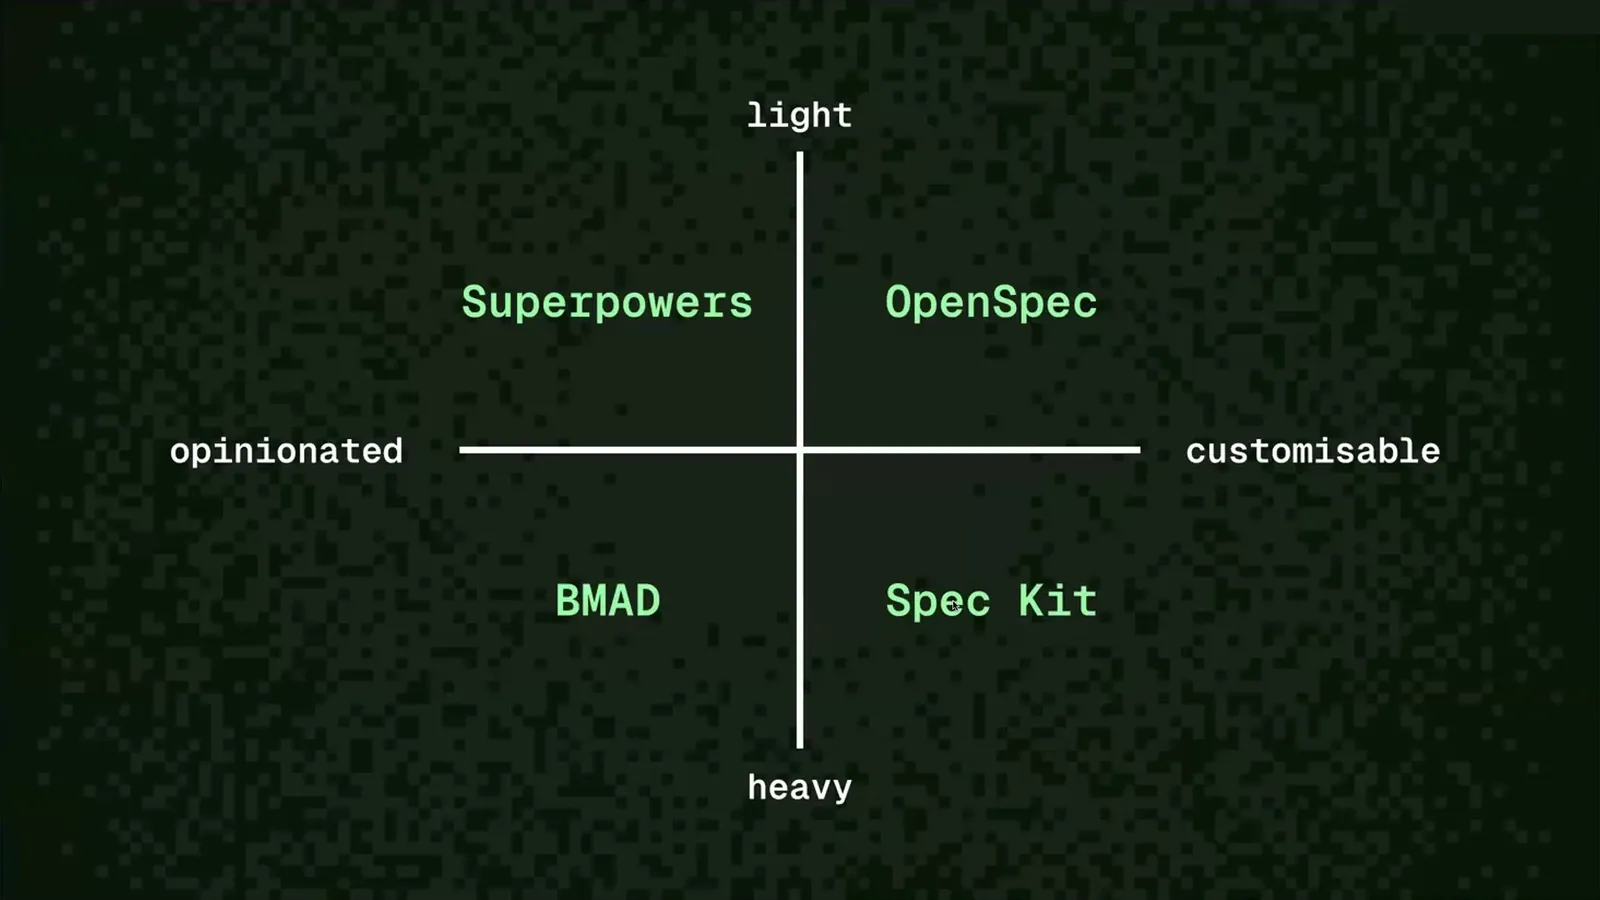 light
Superpowers
OpenSpec
opinionated
customisable
BMAD
Spec Kit
heavy